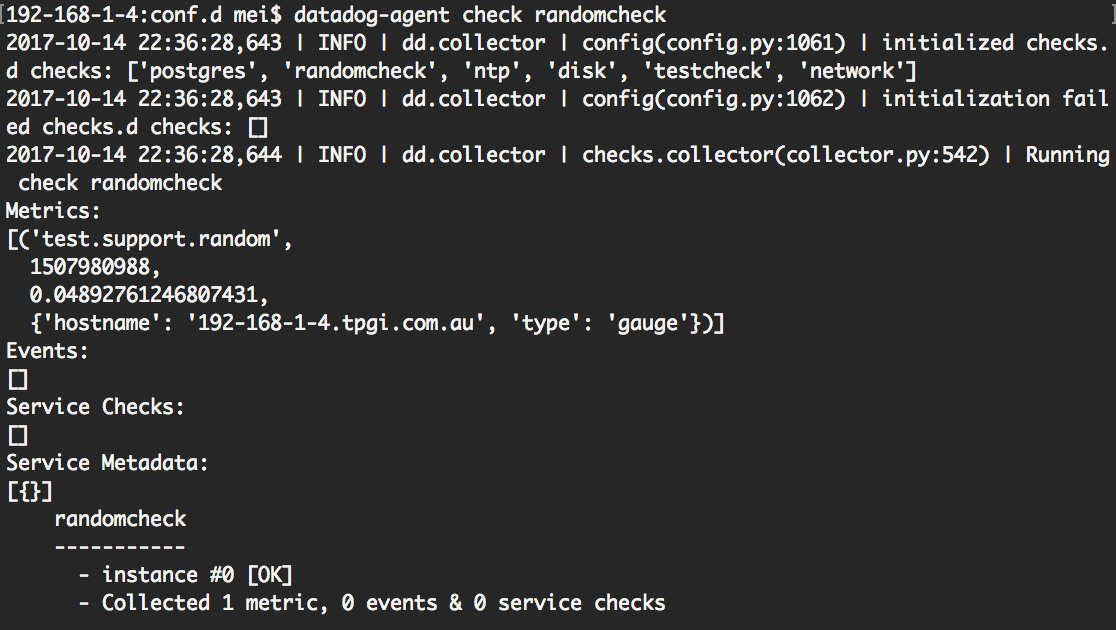 [192-168-1-4:conf.d mei$ datadog-agent check randomcheck ]
2017-10-14 22:36:28,643 | INFO | dd.collector | config(config.py:1061) | initialized checks.
d checks: ['postgres', 'randomcheck', 'ntp', 'disk', 'testcheck', 'network']
2017-10-14 22:36:28,643 | INFO | dd.collector | config(config.py:1062) | initialization fail
ed checks.d checks: []
2017-10-14 22:36:28,644 | INFO | dd.collector | checks.collector(collector.py:542) | Running
 check randomcheck
Metrics:
[('test.support.random',
  1507980988,
  0.04892761246807431,
  {'hostname': '192-168-1-4.tpgi.com.au', 'type': 'gauge'})]
Events:
[]
Service Checks:
[]
Service Metadata:
[{}]
    randomcheck
    -----------
      - instance #0 [OK]
      - Collected 1 metric, 0 events & 0 service checks